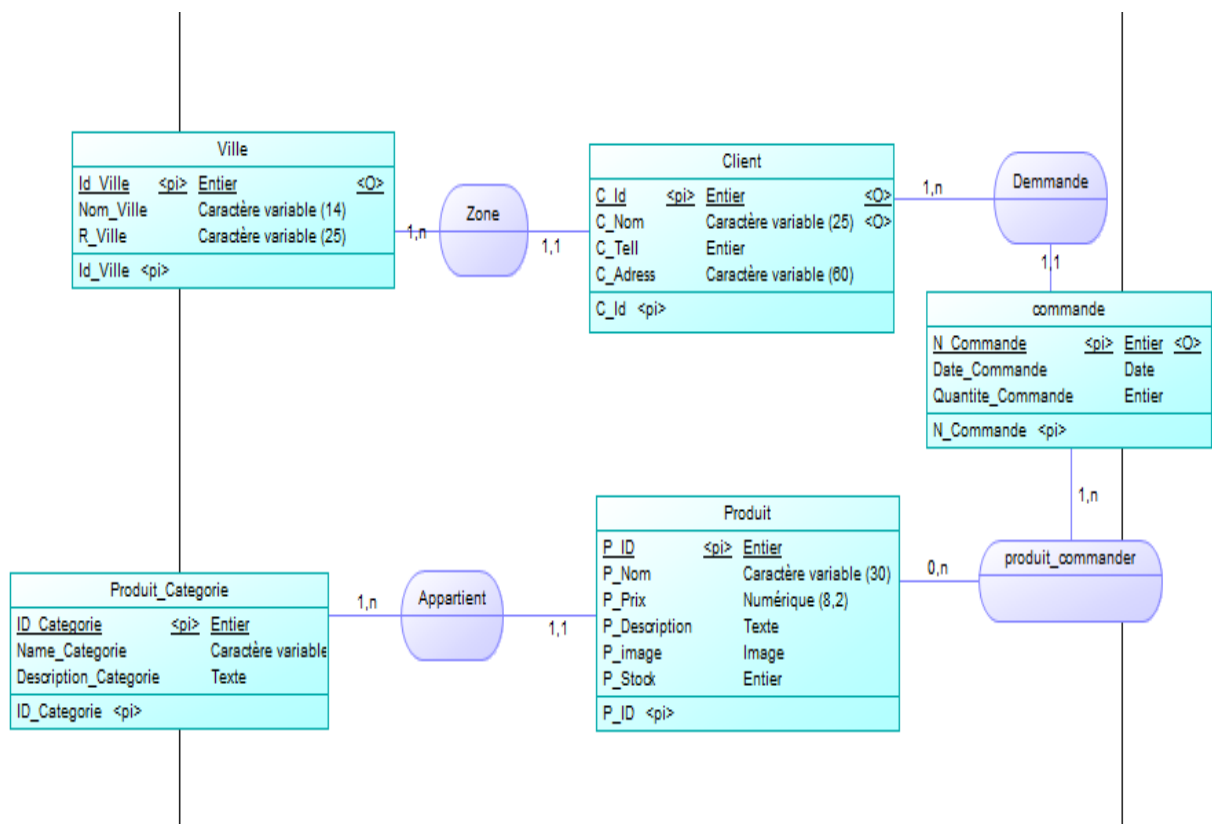 Ville
Id_Ville <pi> Entier <O>
Nom_Ville Caractère variable (14)
R_Ville Caractère variable (25)
Id_Ville <pi>
1,n
Zone
1,1
Client
C_Id <pi> Entier <O>
C_Nom Caractère variable (25) <O>
C_Tell Entier
C_Adress Caractère variable (60)
C_Id <pi>
1,n
Demmande
1,1
commande
N_Commande <pi> Entier <O>
Date_Commande Date
Quantite_Commande Entier
N_Commande <pi>
1,n
produit_commander
0,n
Produit
P_ID <pi> Entier
P_Nom Caractère variable (30)
P_Prix Numérique (8,2)
P_Description Texte
P_image Image
P_Stock Entier
P_ID <pi>
1,1
Appartient
1,n
Produit_Categorie
ID_Categorie <pi> Entier
Name_Categorie Caractère variable
Description_Categorie Texte
ID_Categorie <pi>